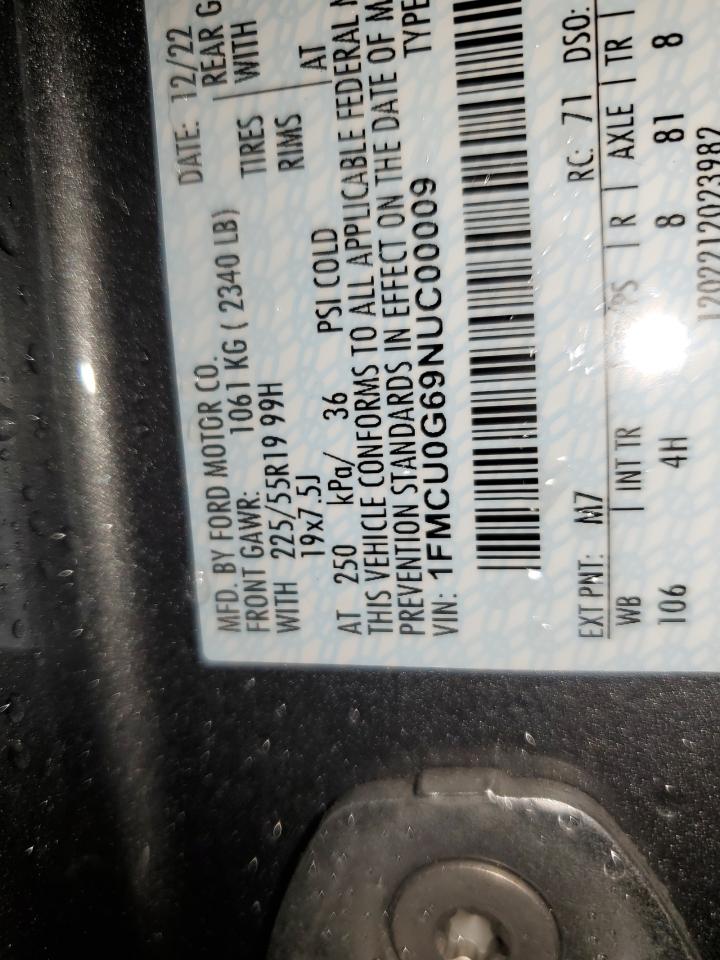 MFD. BY FORD MOTOR CO.
DATE: 12/22
FRONT GAWR: 1061 KG ( 2340 LB)
REAR G
WITH 225/55R19 99H TIRES WITH
19x7.5J RIMS
AT 250 kPa/ 36 PSI COLD AT
THIS VEHICLE CONFORMS TO ALL APPLICABLE FEDERAL
PREVENTION STANDARDS IN EFFECT ON THE DATE OF M
VIN: 1FMCU0G69NUC00009 TYPE
EXT PNT: M7 RC: 71 DSO:
WB | INT TR | PS | R | AXLE | TR |
106 4H 8 81 8
1202212023982